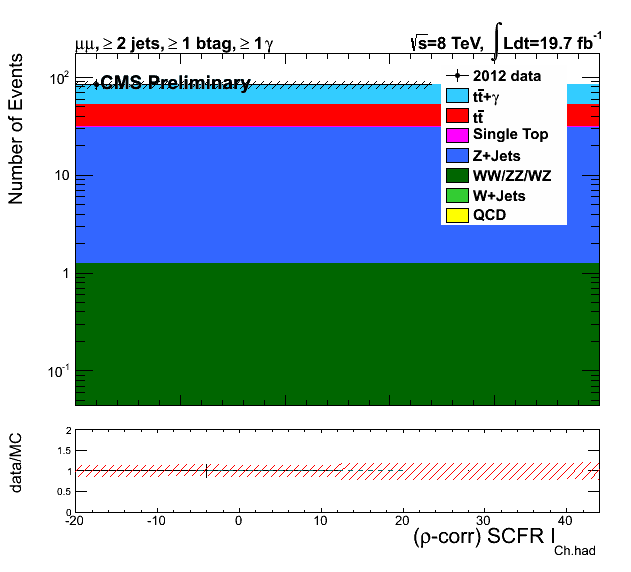 μμ, ≥ 2 jets, ≥ 1 btag, ≥ 1 γ
√s=8 TeV, ∫ Ldt=19.7 fb⁻¹
Number of Events
10²
10
1
10⁻¹
CMS Preliminary
2012 data
tt̄+γ
tt̄
Single Top
Z+Jets
WW/ZZ/WZ
W+Jets
QCD
data/MC
2
1.5
1
0.5
0
-20 -10 0 10 20 30 40
(ρ-corr) SCFR I_Ch.had